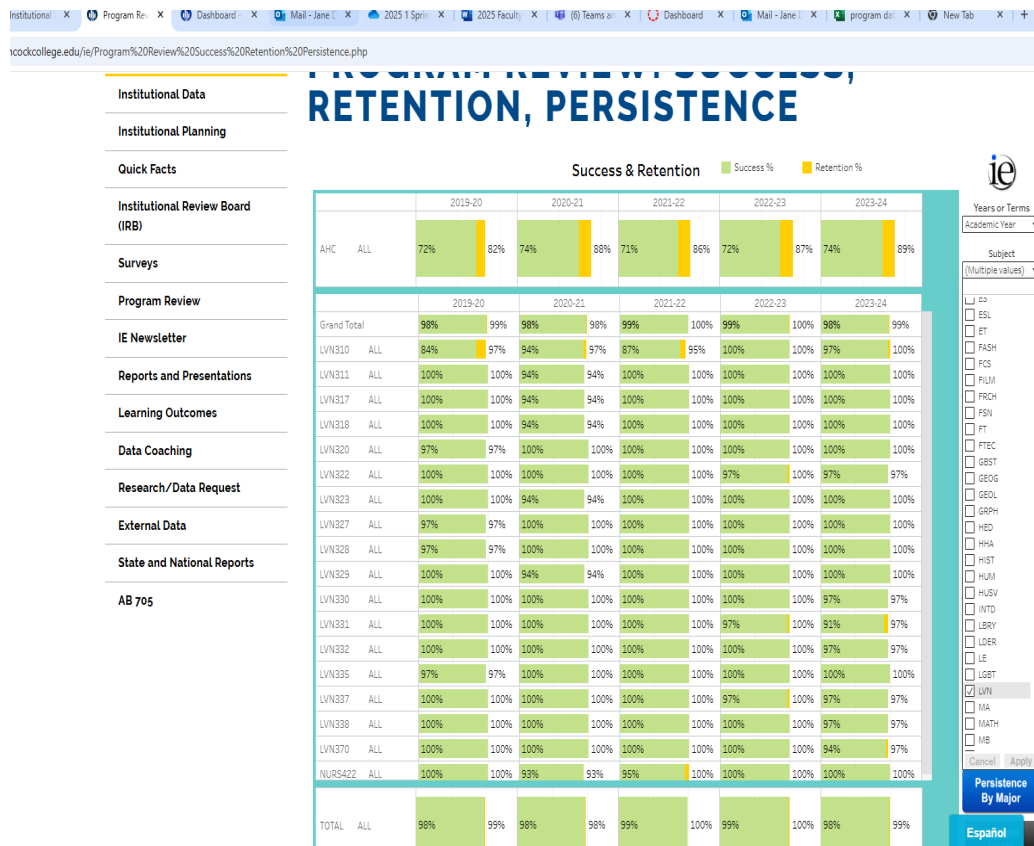 Institutional X Program Rev X Dashboard - X Mail - Jane D X 2025 1 Sprin X 2025 Faculty X (6) Teams an X Dashboard X Mail - Jane D X program dat X New Tab X +
ncockcollege.edu/ie/Program%20Review%20Success%20Retention%20Persistence.php
PROGRAM REVIEW: SUCCESS,
RETENTION, PERSISTENCE
Institutional Data
Institutional Planning
Quick Facts
Institutional Review Board
(IRB)
Surveys
Program Review
IE Newsletter
Reports and Presentations
Learning Outcomes
Data Coaching
Research/Data Request
External Data
State and National Reports
AB 705
Success & Retention Success % Retention %
2019-20 2020-21 2021-22 2022-23 2023-24
AHC ALL 72% 82% 74% 88% 71% 86% 72% 87% 74% 89%
2019-20 2020-21 2021-22 2022-23 2023-24
Grand Total 98% 99% 98% 98% 99% 100% 99% 100% 98% 99%
LVN310 ALL 84% 97% 94% 97% 87% 95% 100% 100% 97% 100%
LVN311 ALL 100% 100% 94% 94% 100% 100% 100% 100% 100% 100%
LVN317 ALL 100% 100% 94% 94% 100% 100% 100% 100% 100% 100%
LVN318 ALL 100% 100% 94% 94% 100% 100% 100% 100% 100% 100%
LVN320 ALL 97% 97% 100% 100% 100% 100% 100% 100% 100% 100%
LVN322 ALL 100% 100% 100% 100% 100% 100% 97% 100% 97% 97%
LVN323 ALL 100% 100% 94% 94% 100% 100% 100% 100% 100% 100%
LVN327 ALL 97% 97% 100% 100% 100% 100% 100% 100% 100% 100%
LVN328 ALL 97% 97% 100% 100% 100% 100% 100% 100% 100% 100%
LVN329 ALL 100% 100% 94% 94% 100% 100% 100% 100% 100% 100%
LVN330 ALL 100% 100% 100% 100% 100% 100% 100% 100% 97% 97%
LVN331 ALL 100% 100% 100% 100% 100% 100% 97% 100% 91% 97%
LVN332 ALL 100% 100% 100% 100% 100% 100% 100% 100% 97% 97%
LVN335 ALL 97% 97% 100% 100% 100% 100% 100% 100% 100% 100%
LVN337 ALL 100% 100% 100% 100% 100% 100% 97% 100% 97% 97%
LVN338 ALL 100% 100% 100% 100% 100% 100% 100% 100% 97% 97%
LVN370 ALL 100% 100% 100% 100% 100% 100% 100% 100% 94% 97%
NURS422 ALL 100% 100% 93% 93% 95% 100% 100% 100% 100% 100%
TOTAL ALL 98% 99% 98% 98% 99% 100% 99% 100% 98% 99%
ie
Years or Terms
Academic Year
Subject
(Multiple values)
ES
ESL
ET
FASH
FCS
FILM
FRCH
FSN
FT
FTEC
GBST
GEOG
GEOL
GRPH
HED
HHA
HIST
HUM
HUSV
INTD
LBRY
LDER
LE
LGBT
LVN
MA
MATH
MB
Cancel Apply
Persistence
By Major
Español